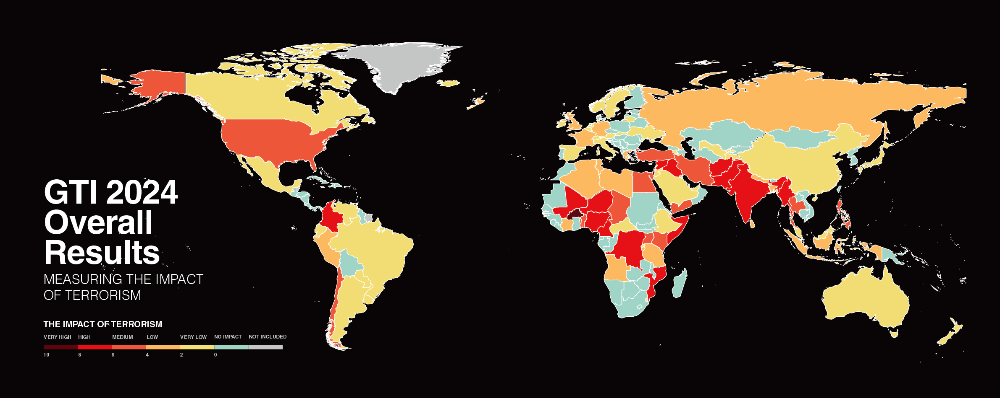 GTI 2024
Overall
Results
MEASURING THE IMPACT
OF TERRORISM
THE IMPACT OF TERRORISM
VERY HIGH HIGH MEDIUM LOW VERY LOW NO IMPACT NOT INCLUDED
10 8 6 4 2 0